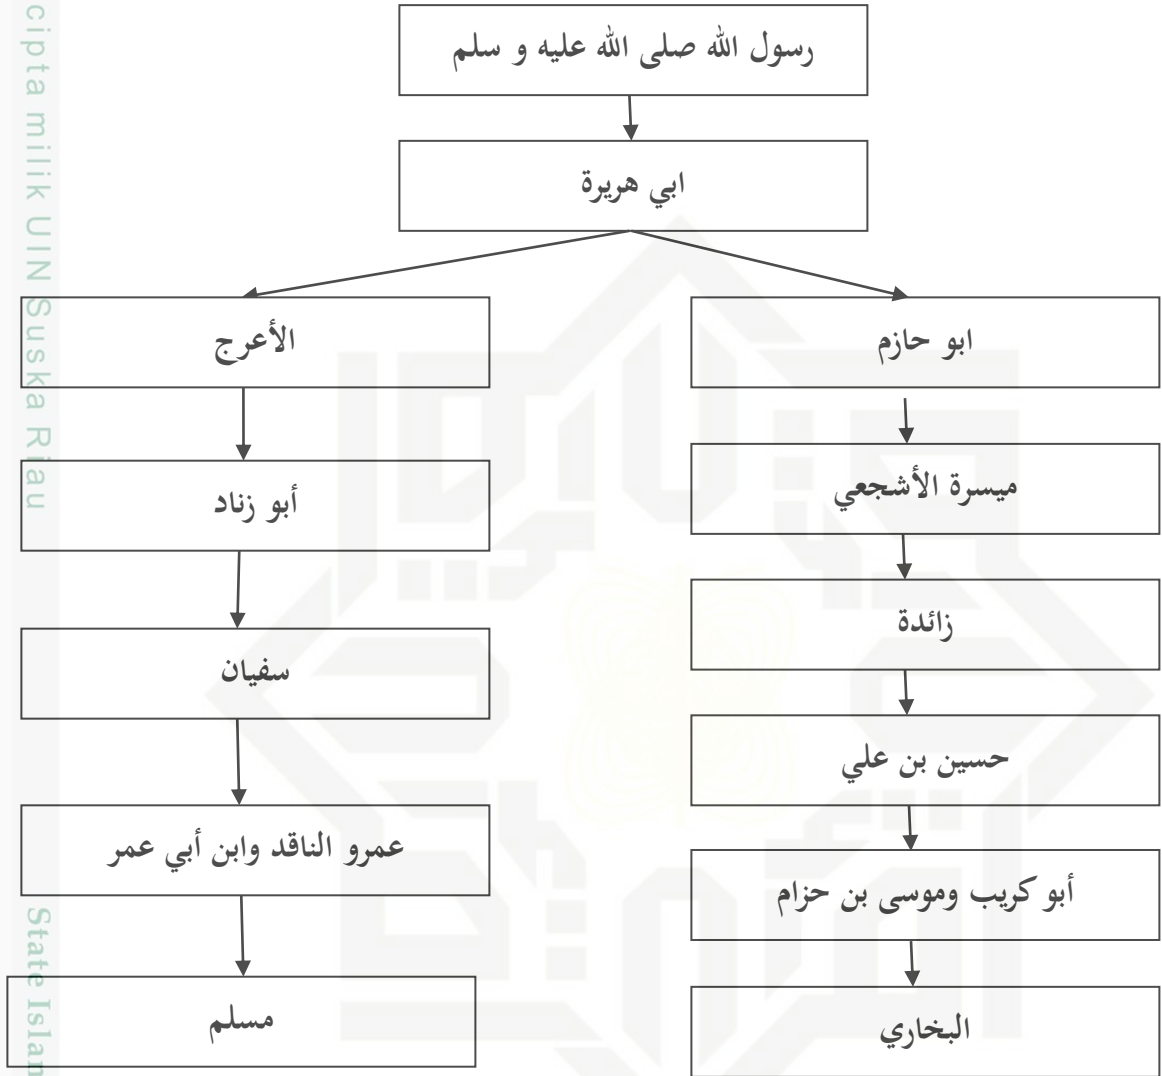 رسول الله صلى الله عليه و سلم
ابي هريرة
ابو حازم
الأعرج
ميسرة الأشجعي
أبو زناد
زائدة
سفيان
حسين بن علي
عمرو الناقد وابن أبي عمر
أبو كريب وموسى بن حزام
مسلم
البخاري
cipta milik UIN Suska Riau
State Islam